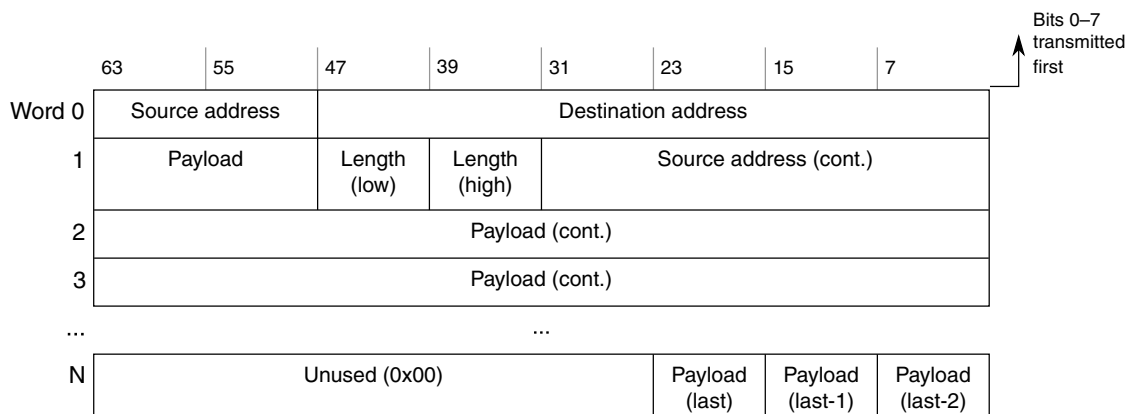 Bits 0–7
transmitted
first
63 55 47 39 31 23 15 7
Word 0 Source address Destination address
1 Payload Length (low) Length (high) Source address (cont.)
2 Payload (cont.)
3 Payload (cont.)
... ...
N Unused (0x00) Payload (last) Payload (last-1) Payload (last-2)